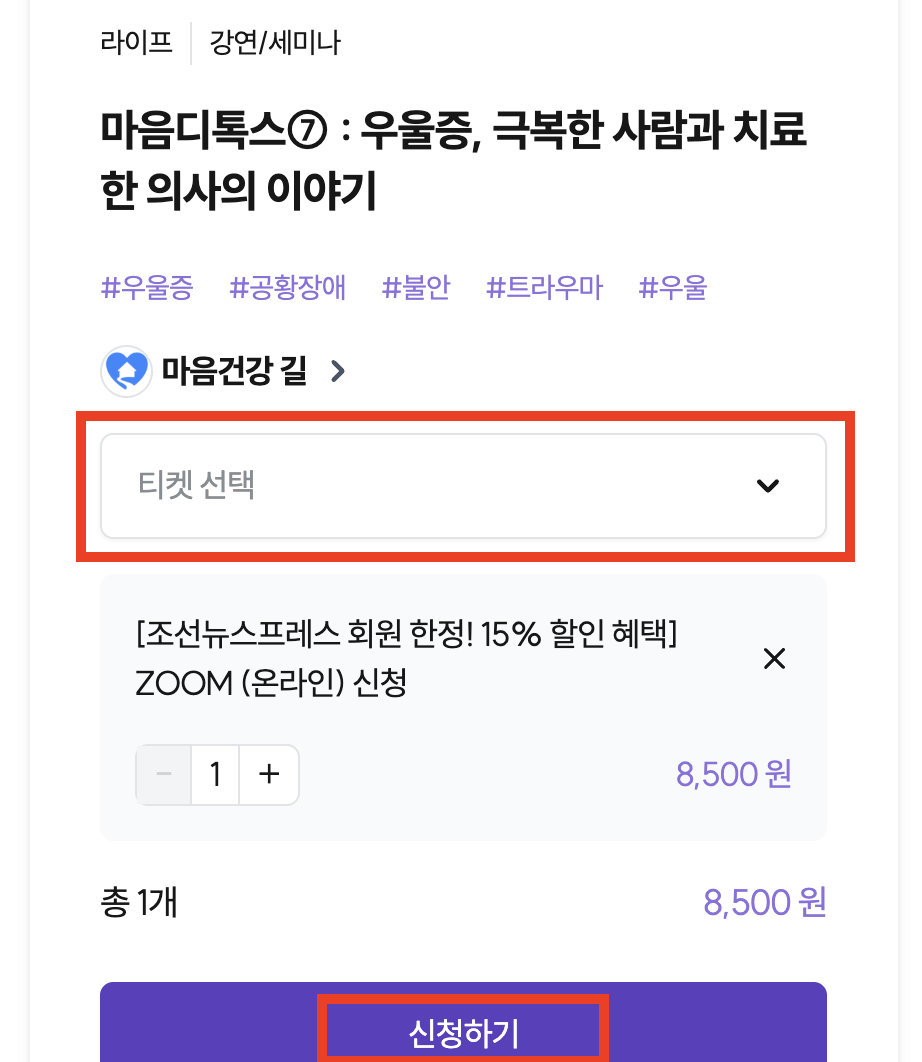 라이프 강연/세미나
마음디톡스⑦ : 우울증, 극복한 사람과 치료
한 의사의 이야기
#우울증 #공황장애 #불안 #트라우마 #우울
마음건강 길
티켓 선택
[조선뉴스프레스 회원 한정! 15% 할인 혜택]
ZOOM (온라인) 신청
− 1 + 8,500 원
총 1개 8,500 원
신청하기